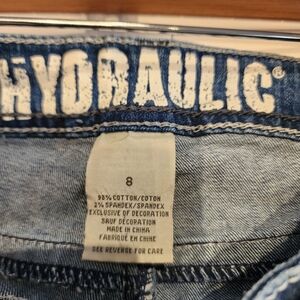 HYDRAULIC®
8
98% COTTON/COTON
2% SPANDEX/SPANDEX
EXCLUSIVE OF DECORATION
SAUF DECORATION
MADE IN CHINA
FABRIQUÉ EN CHINE
SEE REVERSE FOR CARE